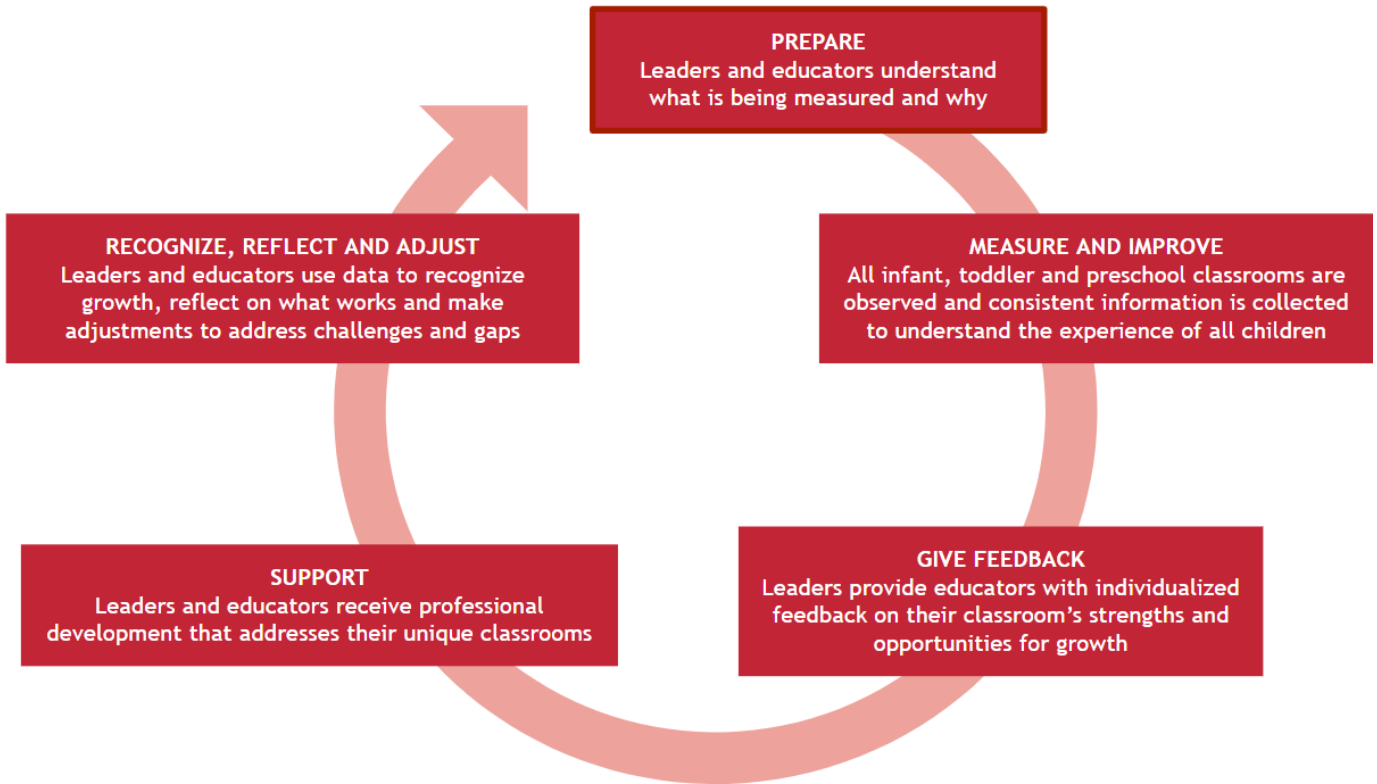 PREPARE
Leaders and educators understand
what is being measured and why
MEASURE AND IMPROVE
All infant, toddler and preschool classrooms are
observed and consistent information is collected
to understand the experience of all children
GIVE FEEDBACK
Leaders provide educators with individualized
feedback on their classroom’s strengths and
opportunities for growth
SUPPORT
Leaders and educators receive professional
development that addresses their unique classrooms
RECOGNIZE, REFLECT AND ADJUST
Leaders and educators use data to recognize
growth, reflect on what works and make
adjustments to address challenges and gaps